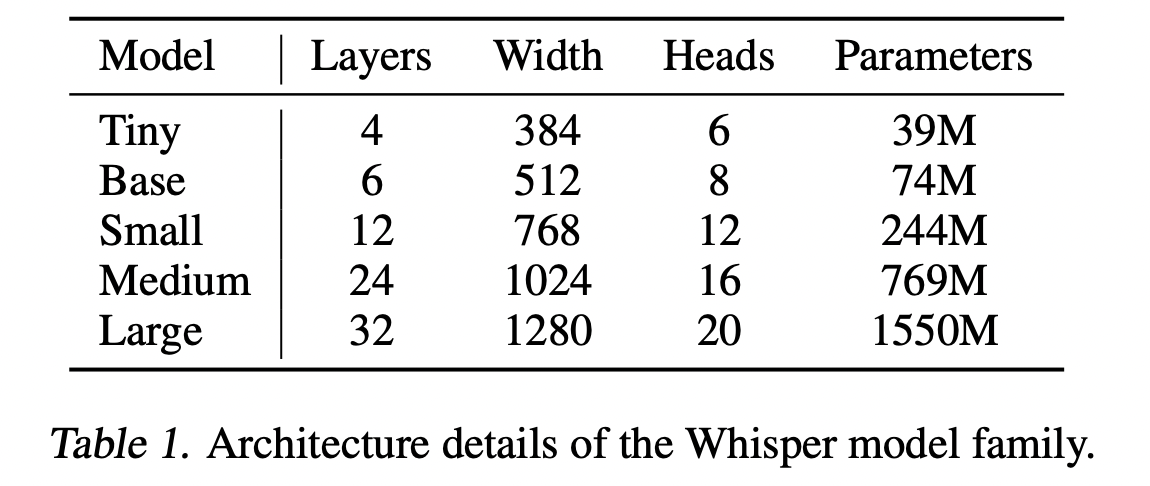 Model Layers Width Heads Parameters
Tiny 4 384 6 39M
Base 6 512 8 74M
Small 12 768 12 244M
Medium 24 1024 16 769M
Large 32 1280 20 1550M
Table 1. Architecture details of the Whisper model family.